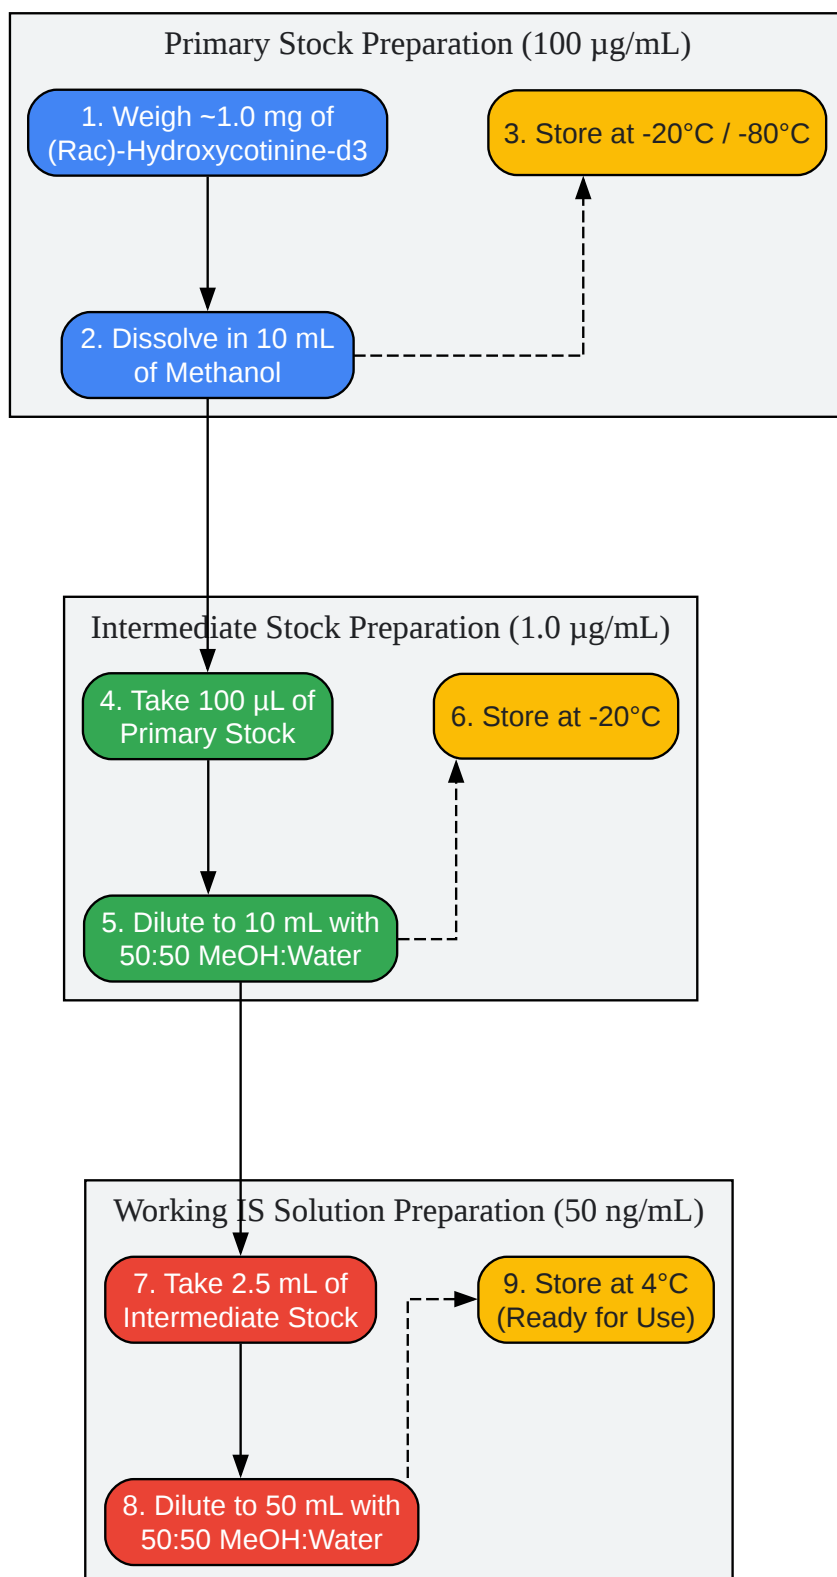 Primary Stock Preparation (100 µg/mL)
1. Weigh ~1.0 mg of
(Rac)-Hydroxycotinine-d3
3. Store at -20°C / -80°C
2. Dissolve in 10 mL
of Methanol
Intermediate Stock Preparation (1.0 µg/mL)
4. Take 100 µL of
Primary Stock
6. Store at -20°C
5. Dilute to 10 mL with
50:50 MeOH:Water
Working IS Solution Preparation (50 ng/mL)
7. Take 2.5 mL of
Intermediate Stock
9. Store at 4°C
(Ready for Use)
8. Dilute to 50 mL with
50:50 MeOH:Water